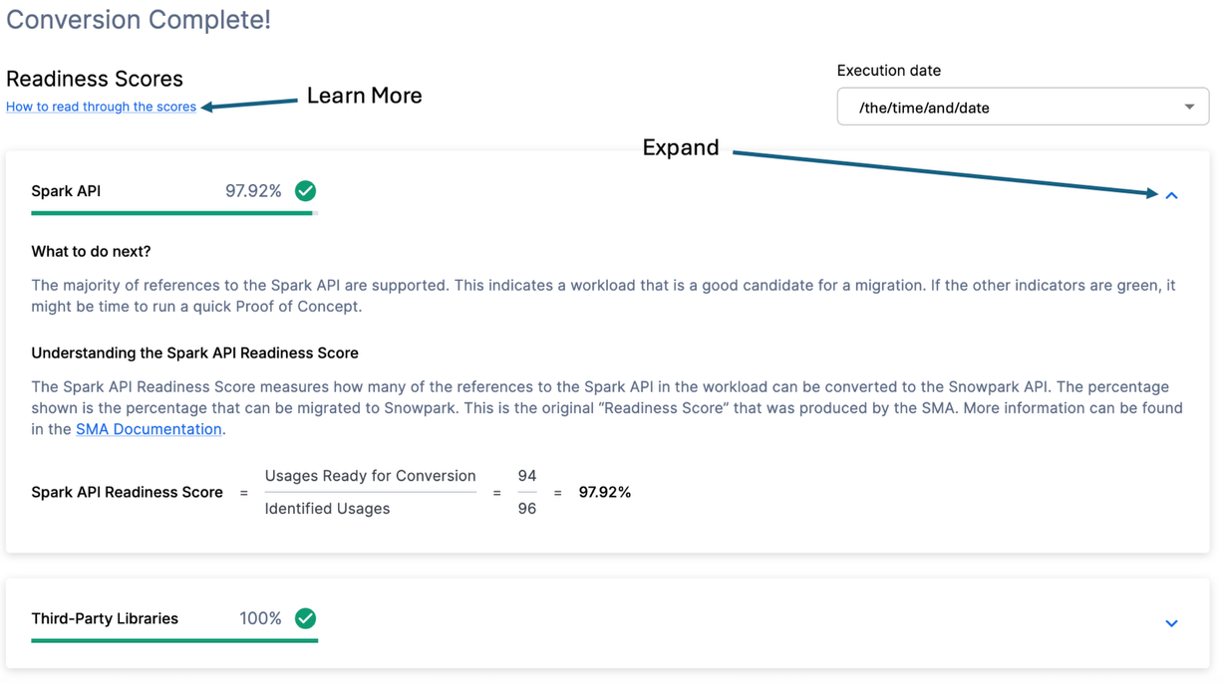 Conversion Complete!
Readiness Scores
How to read through the scores
Learn More
Execution date
/the/time/and/date
Expand
Spark API 97.92%
What to do next?
The majority of references to the Spark API are supported. This indicates a workload that is a good candidate for a migration. If the other indicators are green, it
might be time to run a quick Proof of Concept.
Understanding the Spark API Readiness Score
The Spark API Readiness Score measures how many of the references to the Spark API in the workload can be converted to the Snowpark API. The percentage
shown is the percentage that can be migrated to Snowpark. This is the original “Readiness Score” that was produced by the SMA. More information can be found
in the SMA Documentation.
Usages Ready for Conversion 94
Spark API Readiness Score = = = 97.92%
Identified Usages 96
Third-Party Libraries 100%